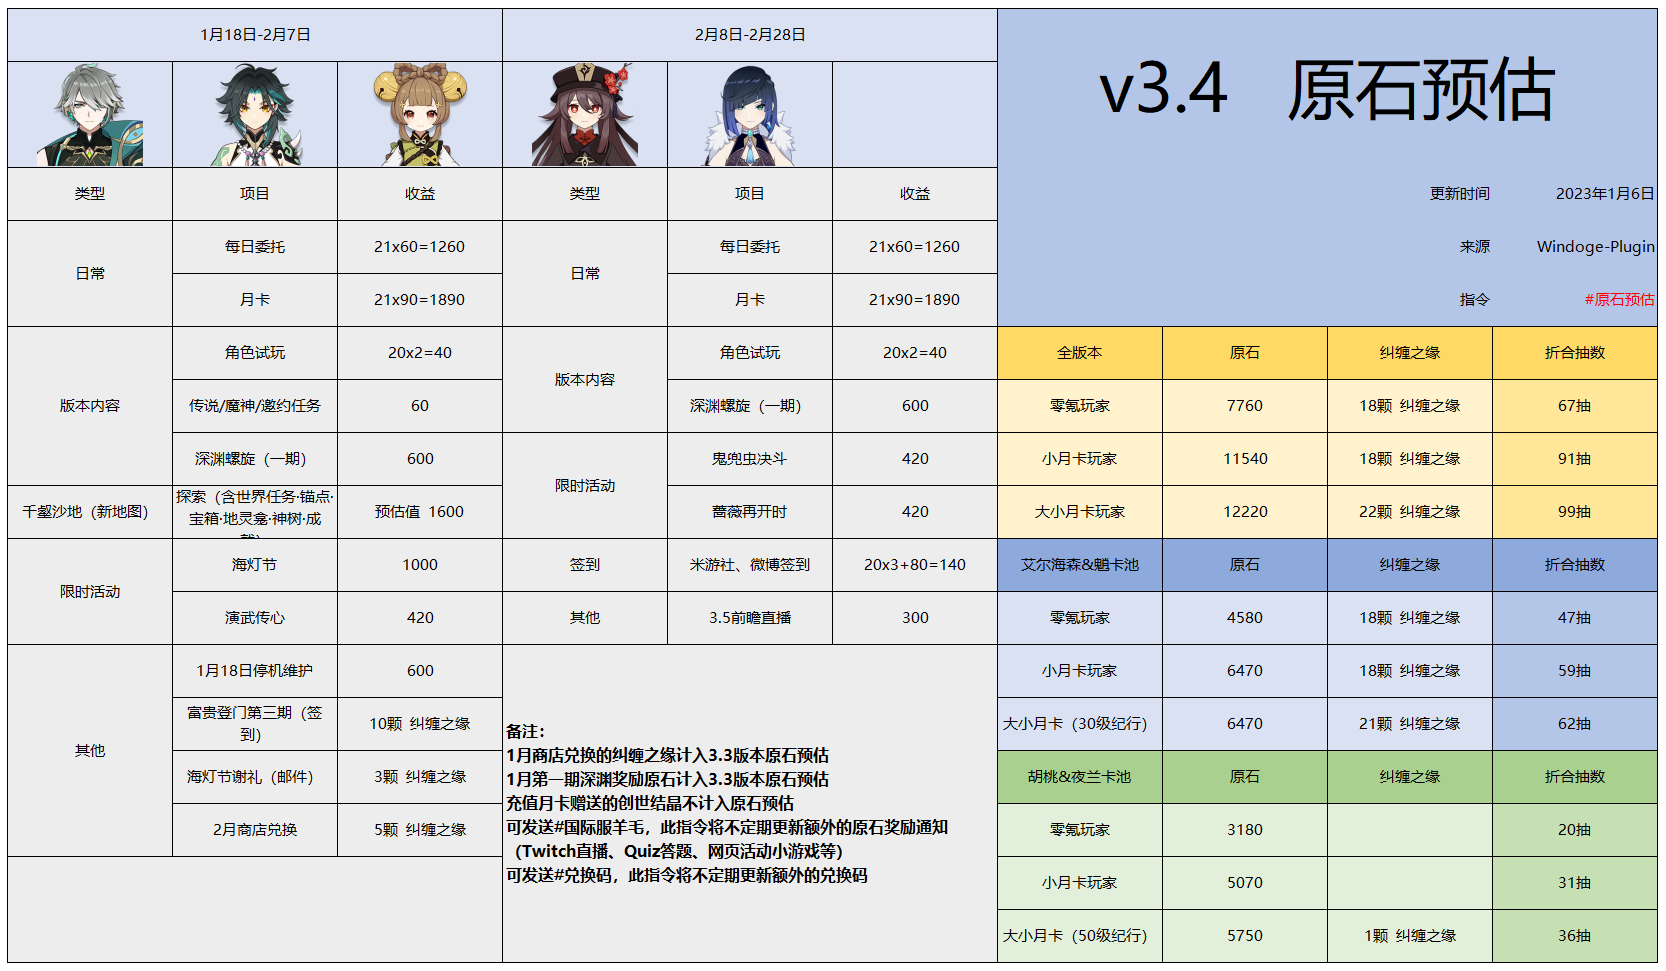 1月18日-2月7日
2月8日-2月28日
v3.4 原石预估
更新时间 2023年1月6日
来源 Windoge-Plugin
指令 #原石预估
类型 项目 收益
日常
每日委托 21x60=1260
月卡 21x90=1890
版本内容
角色试玩 20x2=40
传说/魔神/邀约任务 60
深渊螺旋（一期） 600
千壑沙地（新地图）
探索（含世界任务·锚点·
宝箱·地灵龛·神树·成
预估值 1600
限时活动
海灯节 1000
演武传心 420
其他
1月18日停机维护 600
富贵登门第三期（签
到）
10颗 纠缠之缘
海灯节谢礼（邮件） 3颗 纠缠之缘
2月商店兑换 5颗 纠缠之缘
类型 项目 收益
日常
每日委托 21x60=1260
月卡 21x90=1890
版本内容
角色试玩 20x2=40
深渊螺旋（一期） 600
限时活动
鬼兜虫决斗 420
蔷薇再开时 420
签到 米游社、微博签到 20x3+80=140
其他 3.5前瞻直播 300
备注：
1月商店兑换的纠缠之缘计入3.3版本原石预估
1月第一期深渊奖励原石计入3.3版本原石预估
充值月卡赠送的创世结晶不计入原石预估
可发送#国际服羊毛，此指令将不定期更新额外的原石奖励通知
（Twitch直播、Quiz答题、网页活动小游戏等）
可发送#兑换码，此指令将不定期更新额外的兑换码
全版本 原石 纠缠之缘 折合抽数
零氪玩家 7760 18颗 纠缠之缘 67抽
小月卡玩家 11540 18颗 纠缠之缘 91抽
大小月卡玩家 12220 22颗 纠缠之缘 99抽
艾尔海森&魈卡池 原石 纠缠之缘 折合抽数
零氪玩家 4580 18颗 纠缠之缘 47抽
小月卡玩家 6470 18颗 纠缠之缘 59抽
大小月卡（30级纪行） 6470 21颗 纠缠之缘 62抽
胡桃&夜兰卡池 原石 纠缠之缘 折合抽数
零氪玩家 3180 20抽
小月卡玩家 5070 31抽
大小月卡（50级纪行） 5750 1颗 纠缠之缘 36抽